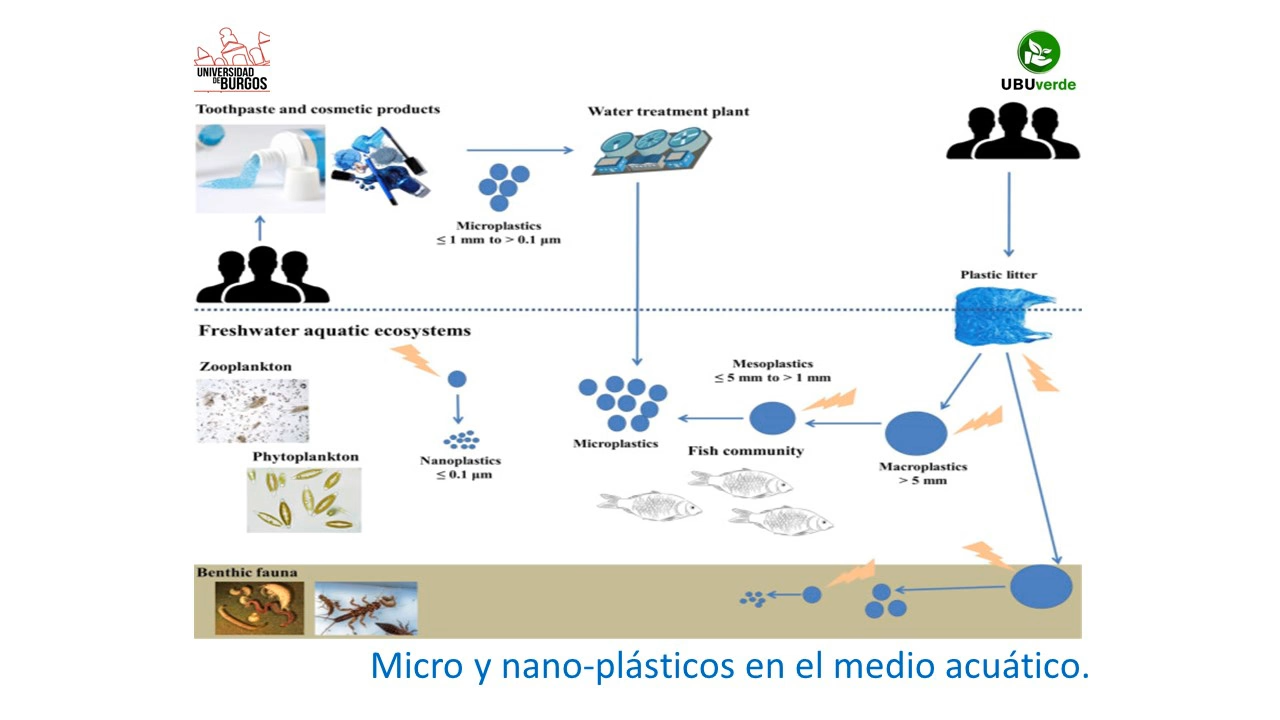 UNIVERSIDAD
DE BURGOS
UBUverde
Toothpaste and cosmetic products
Water treatment plant
Microplastics
≤ 1 mm to > 0.1 µm
Plastic litter
Freshwater aquatic ecosystems
Zooplankton
Mesoplastics
≤ 5 mm to > 1 mm
Phytoplankton
Nanoplastics
≤ 0.1 µm
Microplastics
Fish community
Macroplastics
> 5 mm
Benthic fauna
Micro y nano-plásticos en el medio acuático.